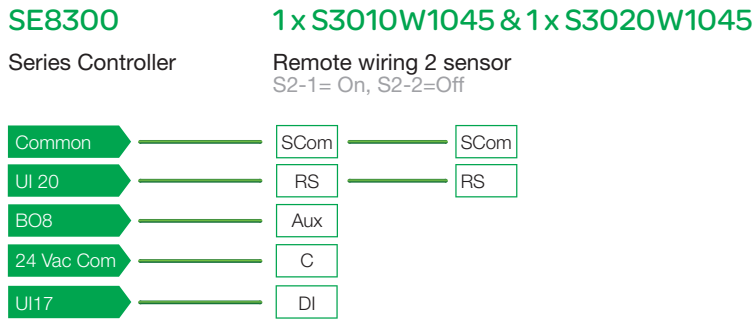 SE8300 1 x S3010W1045 & 1 x S3020W1045
Series Controller Remote wiring 2 sensor
S2-1= On, S2-2=Off
Common SCom SCom
UI 20 RS RS
BO8 Aux
24 Vac Com C
UI17 DI